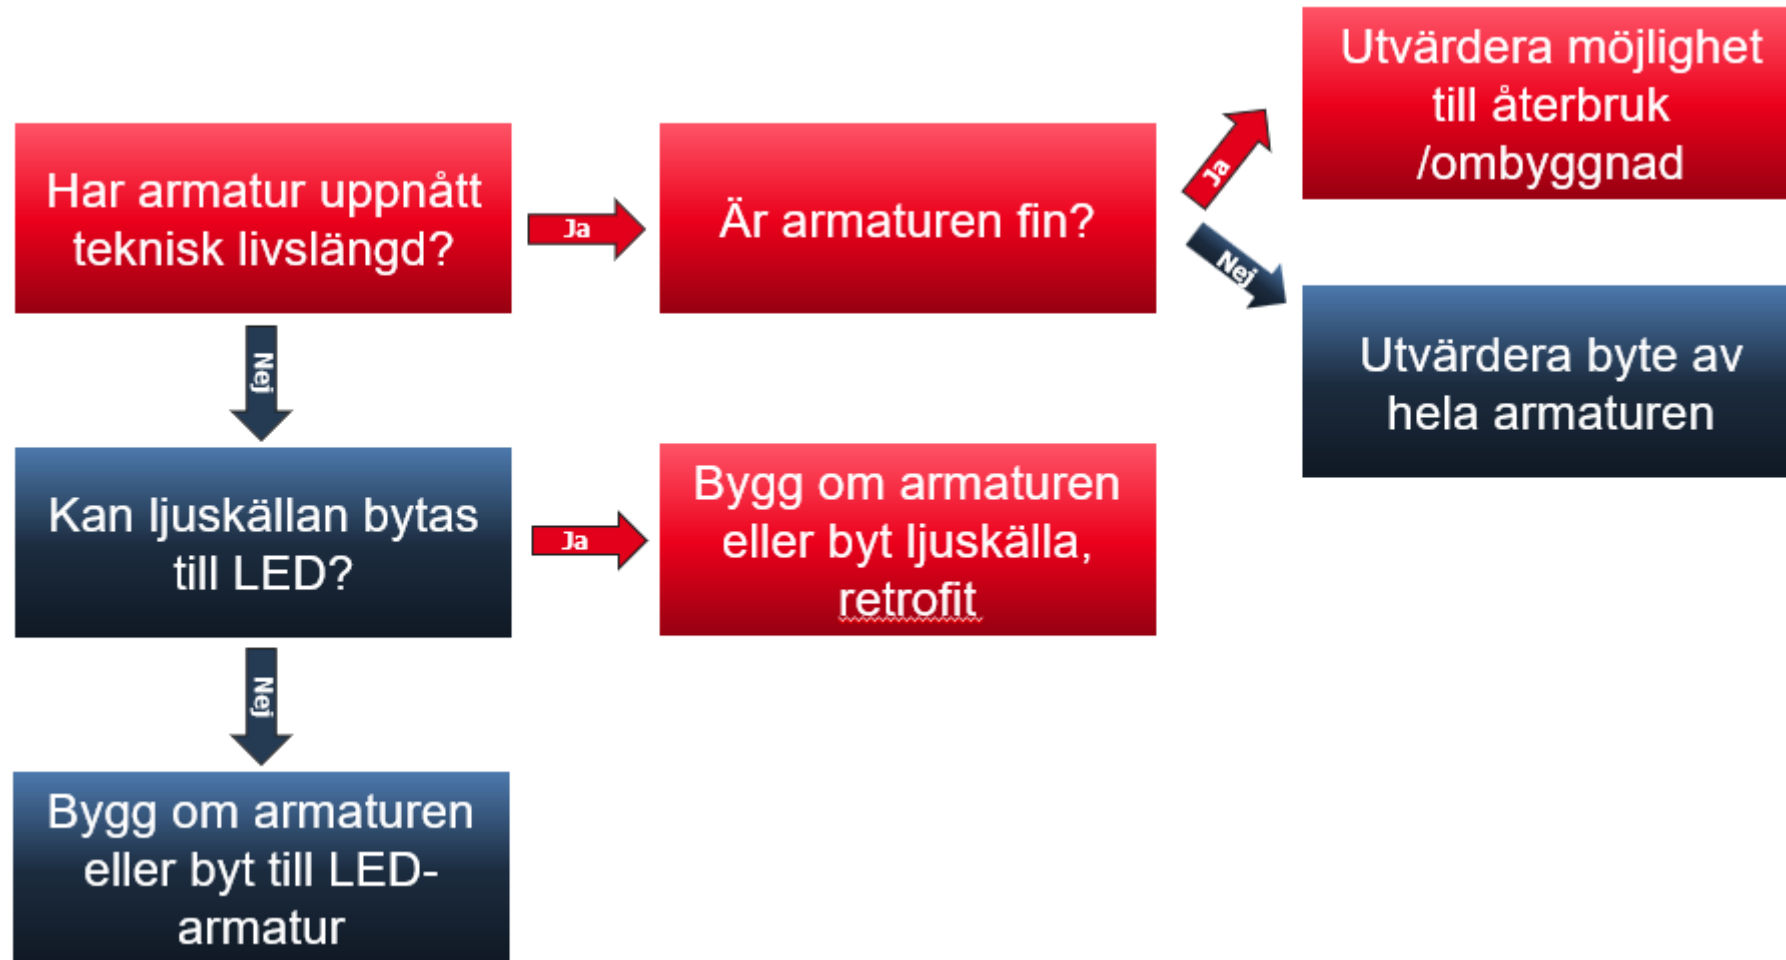 Har armatur uppnått
teknisk livslängd?
Ja
Är armaturen fin?
Ja
Utvärdera möjlighet
till återbruk
/ombyggnad
Nej
Utvärdera byte av
hela armaturen
Nej
Kan ljuskällan bytas
till LED?
Ja
Bygg om armaturen
eller byt ljuskälla,
retrofit
Nej
Bygg om armaturen
eller byt till LED-
armatur